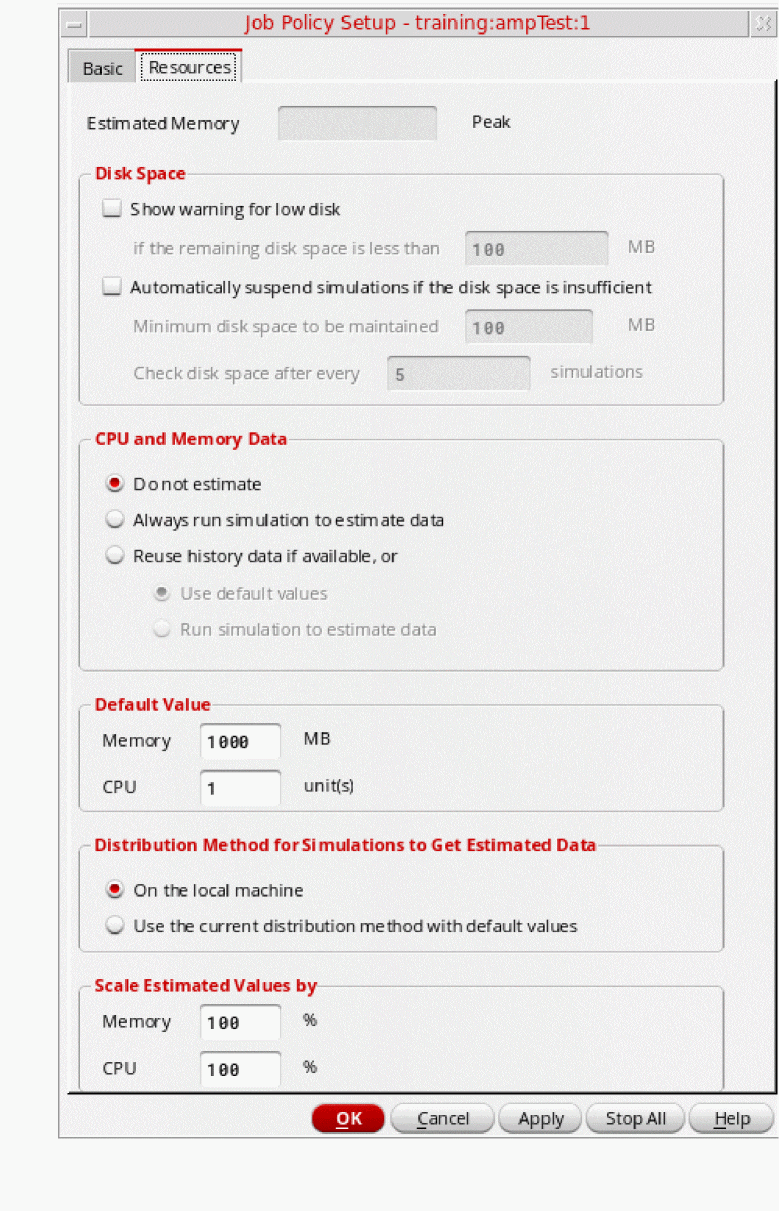 Job Policy Setup - training:ampTest:1
Basic Resources
Estimated Memory Peak
Disk Space
Show warning for low disk
if the remaining disk space is less than 100 MB
Automatically suspend simulations if the disk space is insufficient
Minimum disk space to be maintained 100 MB
Check disk space after every 5 simulations
CPU and Memory Data
Do not estimate
Always run simulation to estimate data
Reuse history data if available, or
Use default values
Run simulation to estimate data
Default Value
Memory 1000 MB
CPU 1 unit(s)
Distribution Method for Simulations to Get Estimated Data
On the local machine
Use the current distribution method with default values
Scale Estimated Values by
Memory 100 %
CPU 100 %
OK Cancel Apply Stop All Help